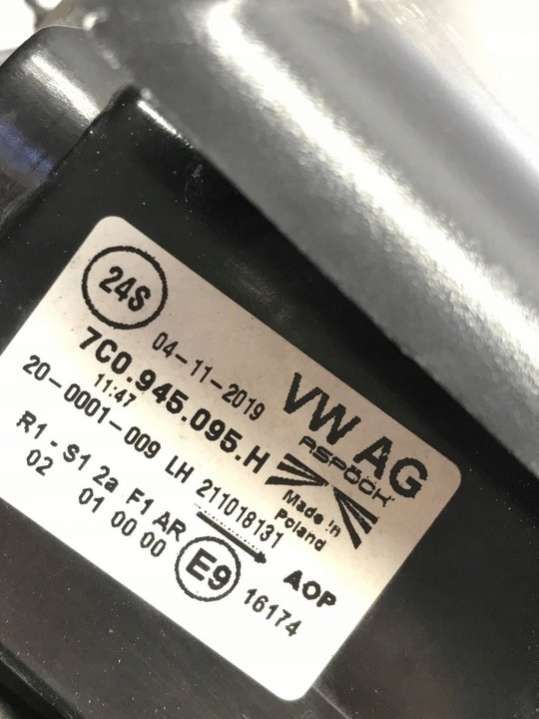 24S
04-11-2019
VW AG
7C0.945.095.H
ASPÖCK
11:47
20-0001-009 LH 211018131
Made in
Poland
R1 - S1 2a F1 AR
02 01 00 00
E9
AOP
16174